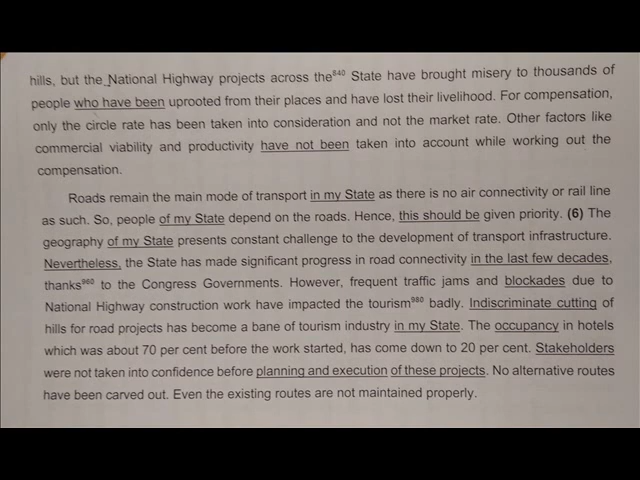 hills, but the National Highway projects across the⁸⁴⁰ State have brought misery to thousands of
people who have been uprooted from their places and have lost their livelihood. For compensation,
only the circle rate has been taken into consideration and not the market rate. Other factors like
commercial viability and productivity have not been taken into account while working out the
compensation.
Roads remain the main mode of transport in my State as there is no air connectivity or rail line
as such. So, people of my State depend on the roads. Hence, this should be given priority. (6) The
geography of my State presents constant challenge to the development of transport infrastructure.
Nevertheless, the State has made significant progress in road connectivity in the last few decades,
thanks⁹⁶⁰ to the Congress Governments. However, frequent traffic jams and blockades due to
National Highway construction work have impacted the tourism⁹⁸⁰ badly. Indiscriminate cutting of
hills for road projects has become a bane of tourism industry in my State. The occupancy in hotels
which was about 70 per cent before the work started, has come down to 20 per cent. Stakeholders
were not taken into confidence before planning and execution of these projects. No alternative routes
have been carved out. Even the existing routes are not maintained properly.